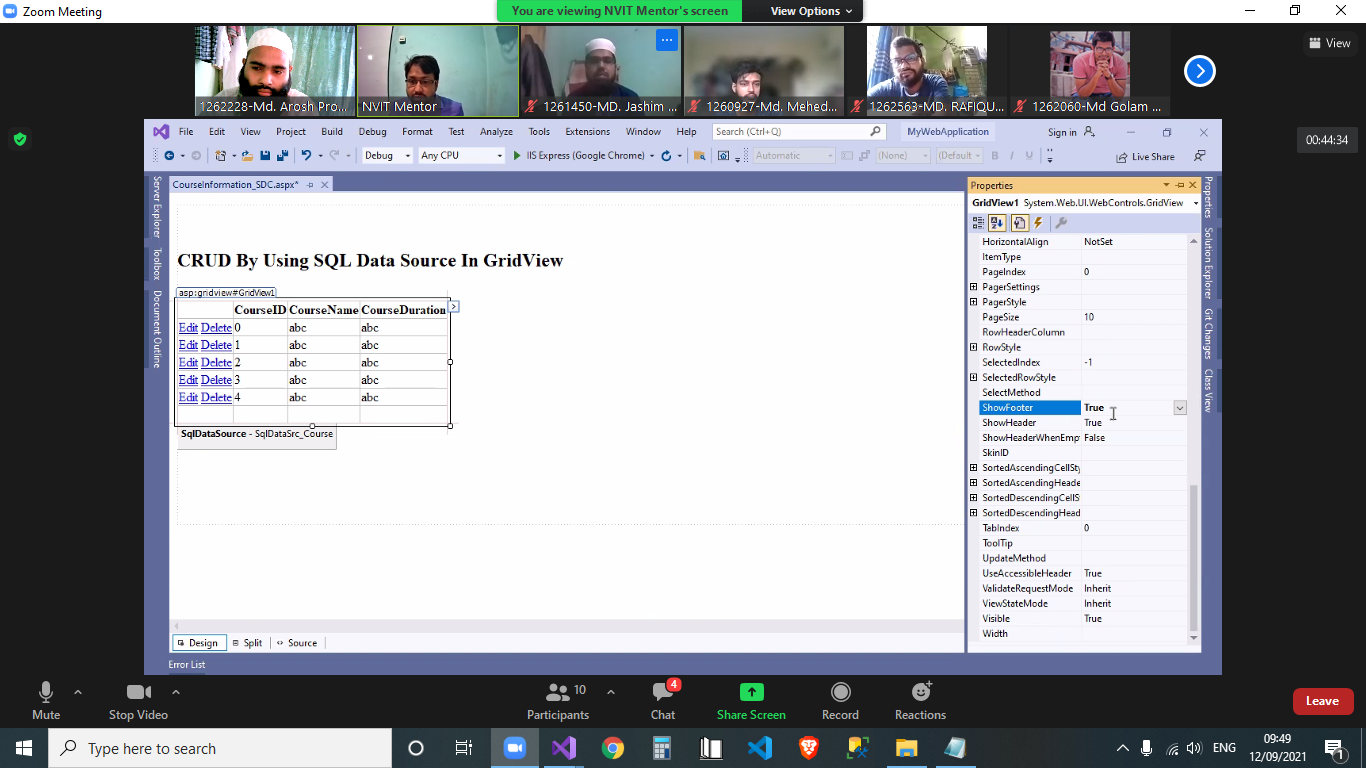 Zoom Meeting
You are viewing NVIT Mentor's screen
View Options
View
1262228-Md. Arosh Pro...
NVIT Mentor
1261450-MD. Jashim ...
1260927-Md. Mehed...
1262563-MD. RAFIQU...
1262060-Md Golam ...
00:44:34
File Edit View Project Build Debug Format Test Analyze Tools Extensions Window Help Search (Ctrl+Q) MyWebApplication Sign in
Debug Any CPU IIS Express (Google Chrome) Automatic (None) (Default B I U Live Share
Server Explorer
Toolbox
Document Outline
CourseInformation_SDC.aspx*
CRUD By Using SQL Data Source In GridView
asp:gridview#GridView1
CourseID CourseName CourseDuration
Edit Delete 0 abc abc
Edit Delete 1 abc abc
Edit Delete 2 abc abc
Edit Delete 3 abc abc
Edit Delete 4 abc abc
SqlDataSource - SqlDataSrc_Course
Design Split Source
Error List
Properties
GridView1 System.Web.UI.WebControls.GridView
HorizontalAlign NotSet
ItemType
PageIndex 0
PagerSettings
PagerStyle
PageSize 10
RowHeaderColumn
RowStyle
SelectedIndex -1
SelectedRowStyle
SelectMethod
ShowFooter True
ShowHeader True
ShowHeaderWhenEmp False
SkinID
SortedAscendingCellSty
SortedAscendingHeade
SortedDescendingCellS
SortedDescendingHead
TabIndex 0
ToolTip
UpdateMethod
UseAccessibleHeader True
ValidateRequestMode Inherit
ViewStateMode Inherit
Visible True
Width
Properties
Solution Explorer
Git Changes
Class View
Mute
Stop Video
10
Participants
4
Chat
Share Screen
Record
Reactions
Leave
Type here to search
ENG
09:49
12/09/2021
1